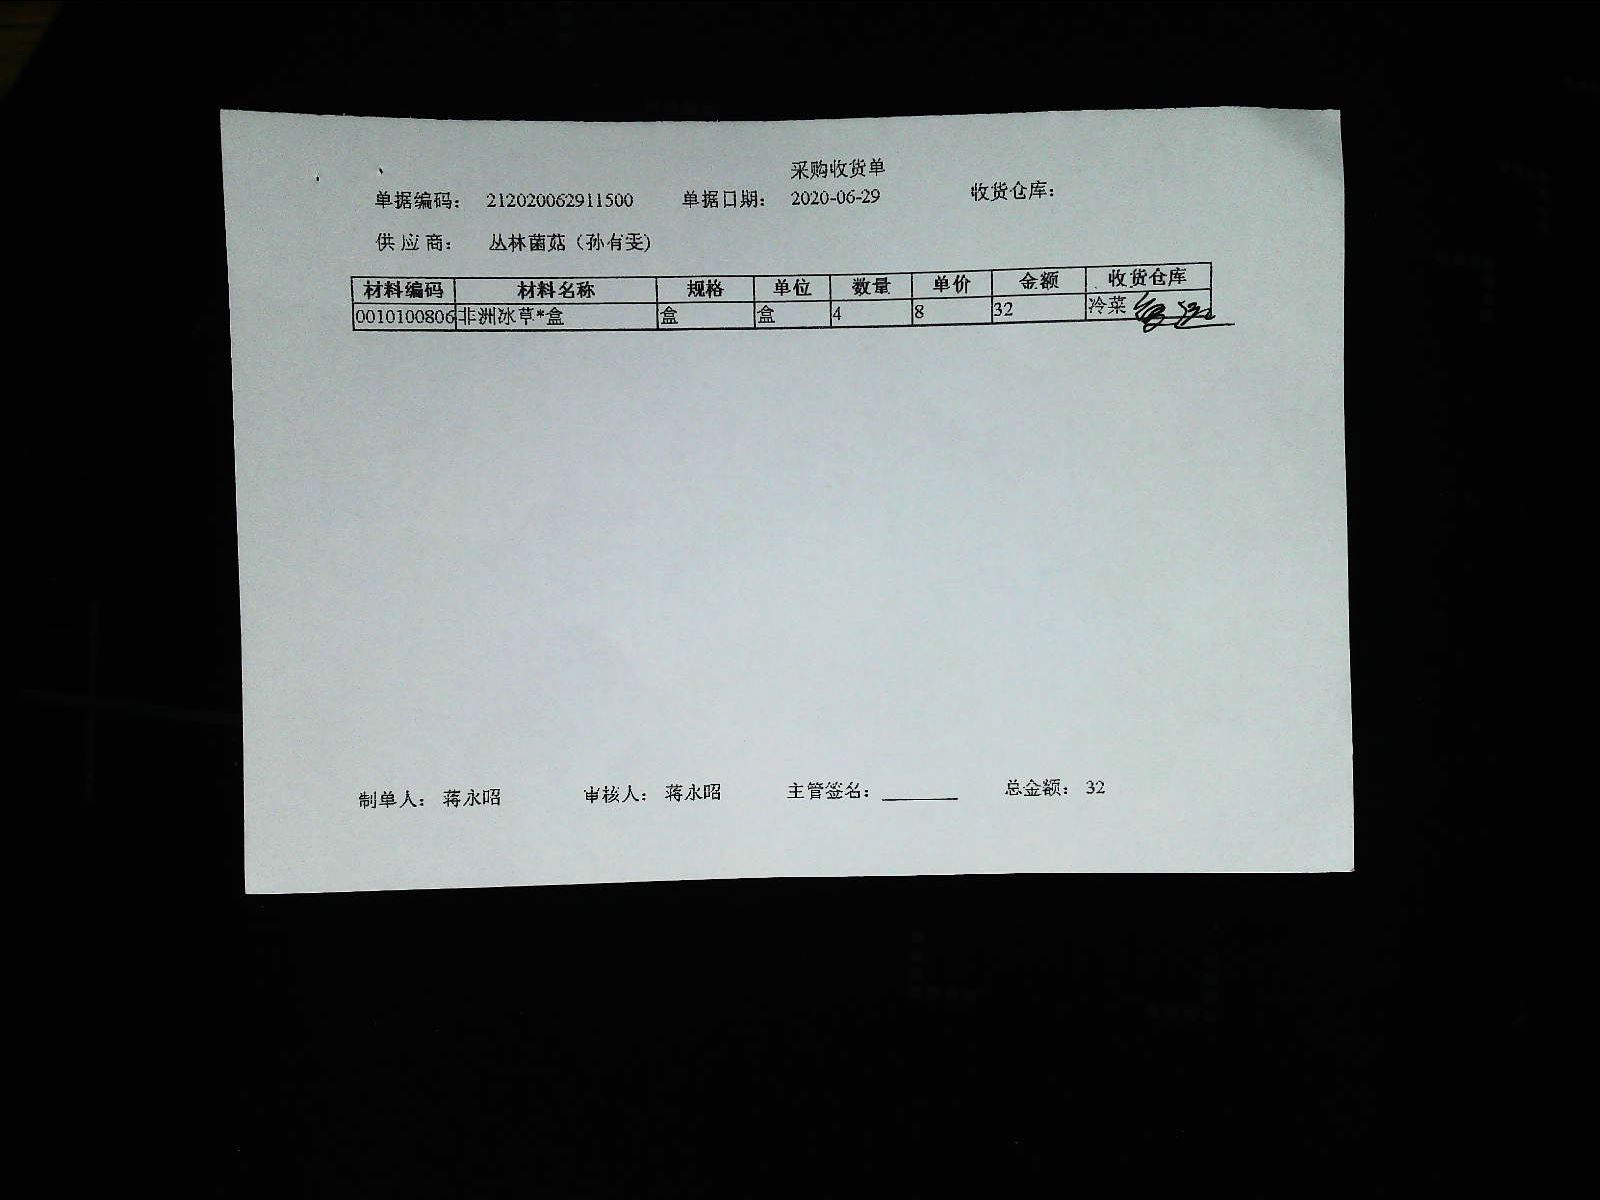 采购收货单
单据编码： 212020062911500 单据日期： 2020-06-29 收货仓库：
供 应 商： 丛林菌菇（孙有雯)
材料编码 材料名称 规格 单位 数量 单价 金额 收货仓库
0010100806 非洲冰草*盒 盒 盒 4 8 32 冷菜
制单人： 蒋永昭 审核人： 蒋永昭 主管签名： 总金额： 32